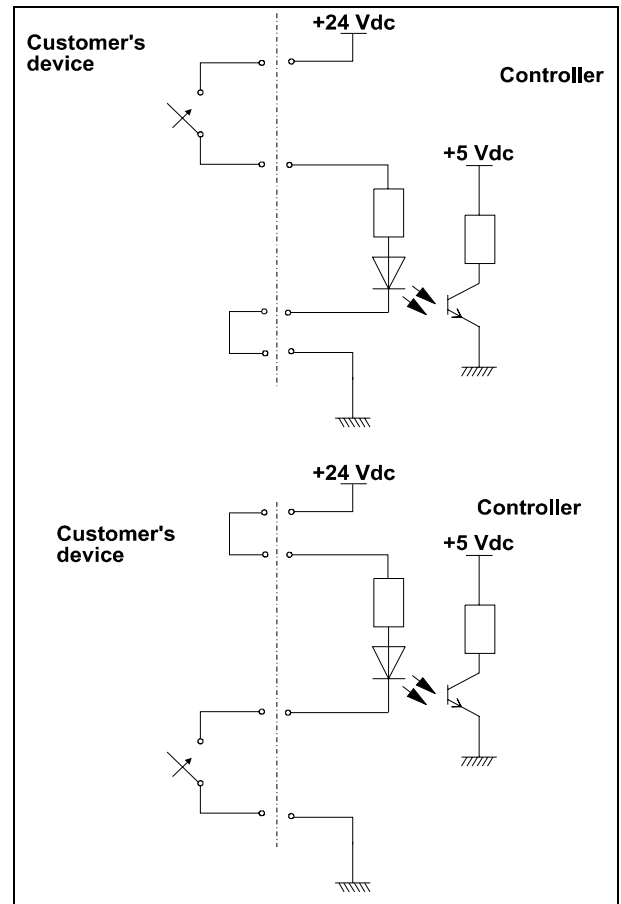 +24 Vdc
Customer's
device
Controller
+5 Vdc
+24 Vdc
Controller
Customer's
device
+5 Vdc